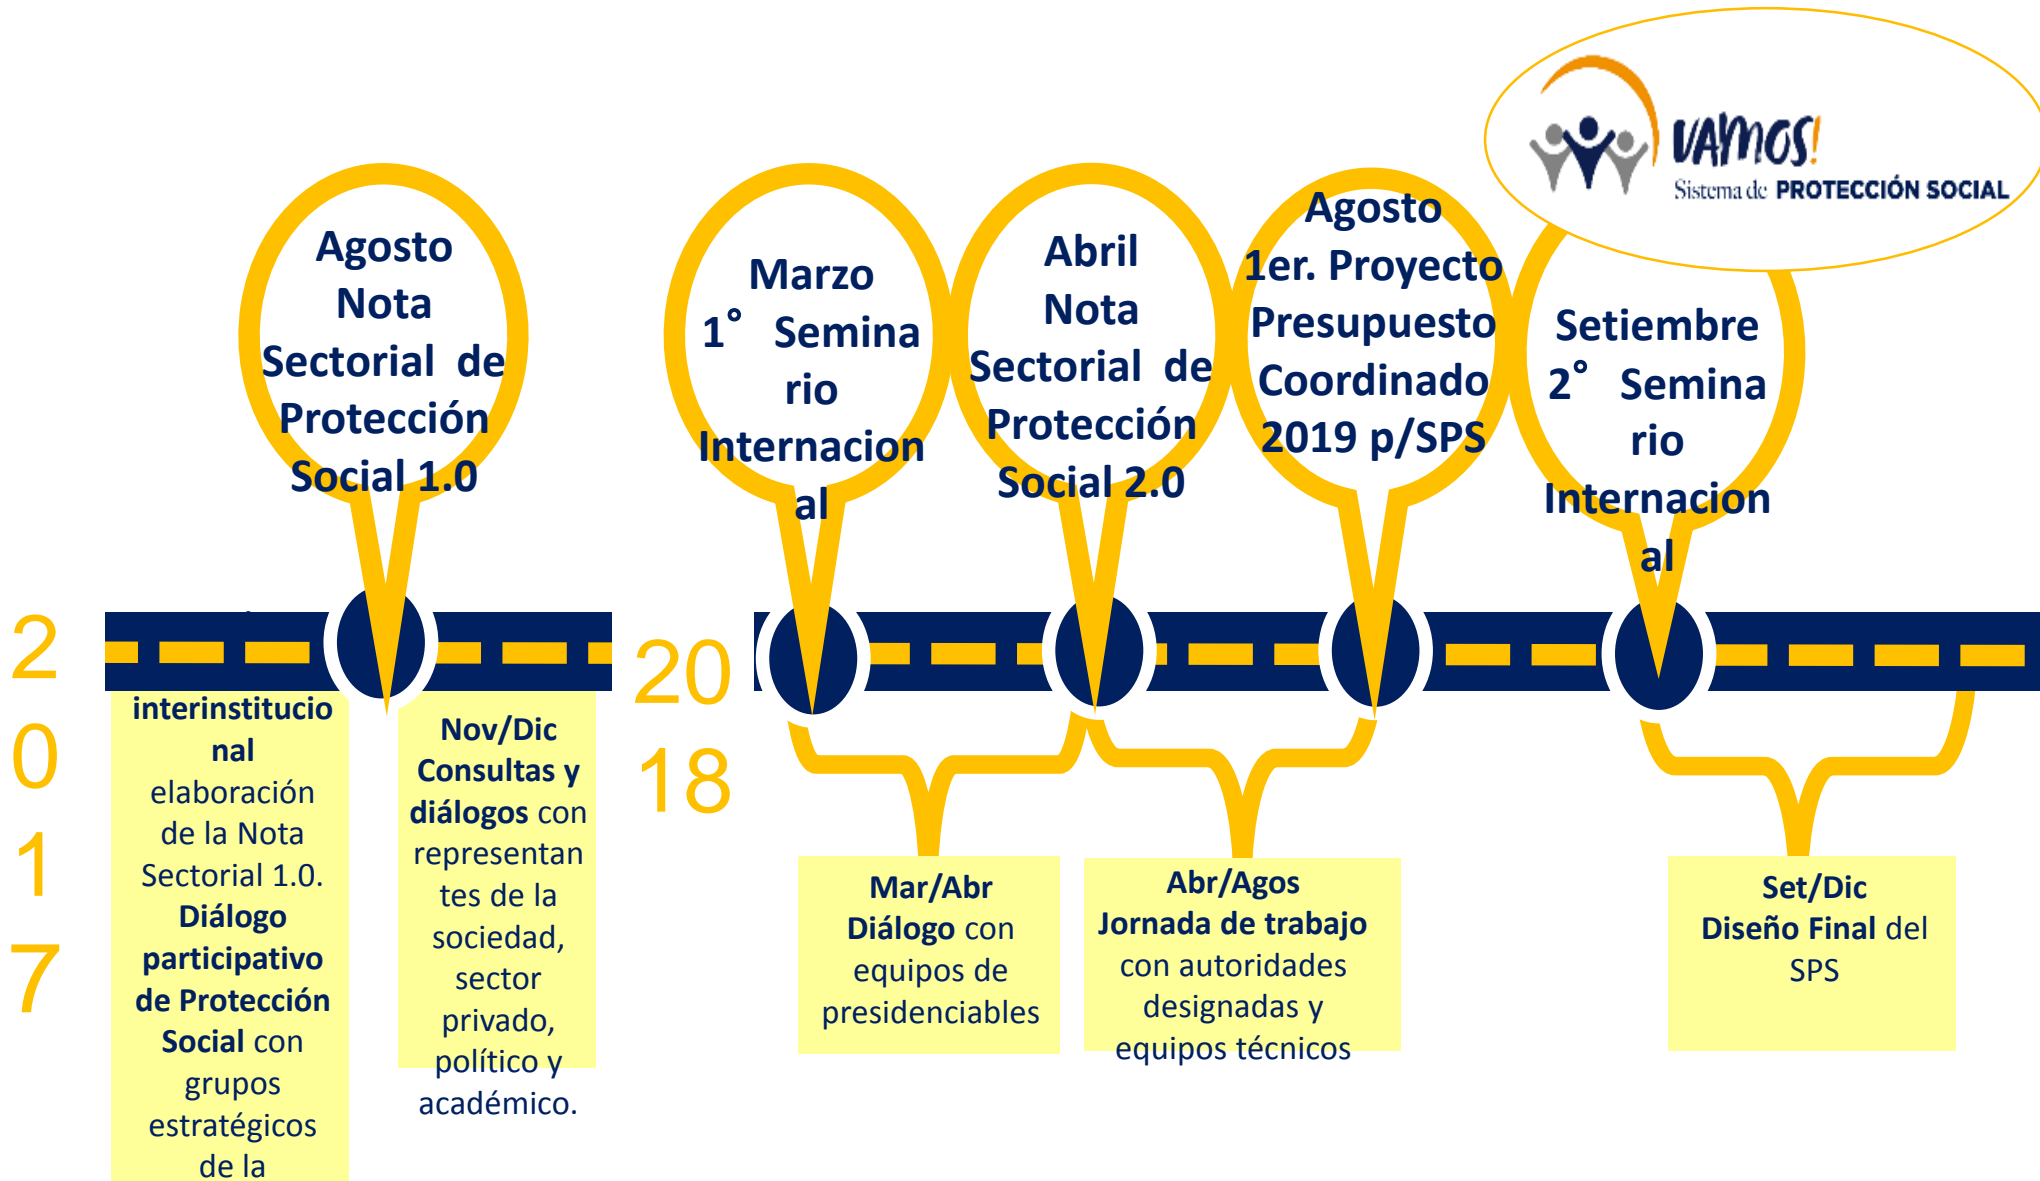 VAMOS!
Sistema de PROTECCIÓN SOCIAL
Agosto
Nota
Sectorial de
Protección
Social 1.0
Marzo
1° Semina
rio
Internacion
al
Abril
Nota
Sectorial de
Protección
Social 2.0
Agosto
1er. Proyecto
Presupuesto
Coordinado
2019 p/SPS
Setiembre
2° Semina
rio
Internacion
al
2
0
1
7
interinstitucio
nal
elaboración
de la Nota
Sectorial 1.0.
Diálogo
participativo
de Protección
Social con
grupos
estratégicos
de la
Nov/Dic
Consultas y
diálogos con
representan
tes de la
sociedad,
sector
privado,
político y
académico.
20
18
Mar/Abr
Diálogo con
equipos de
presidenciables
Abr/Agos
Jornada de trabajo
con autoridades
designadas y
equipos técnicos
Set/Dic
Diseño Final del
SPS